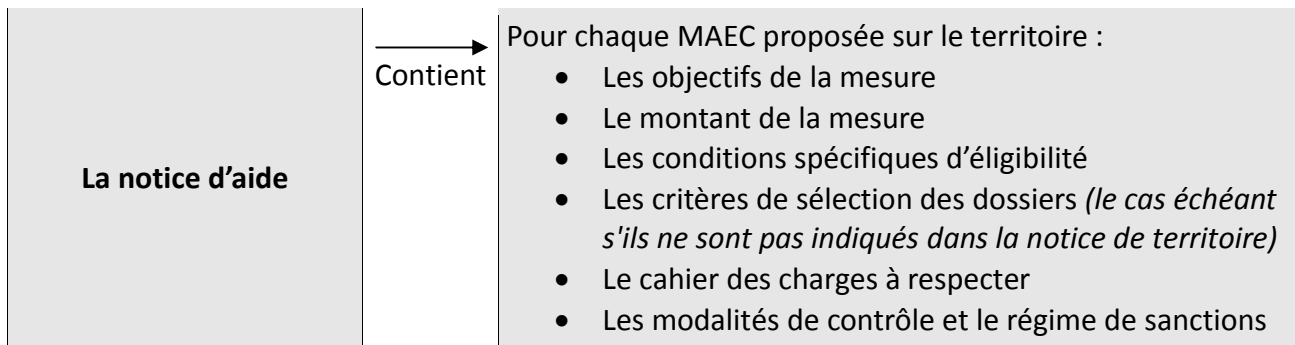 La notice d’aide
Contient
Pour chaque MAEC proposée sur le territoire :
• Les objectifs de la mesure
• Le montant de la mesure
• Les conditions spécifiques d’éligibilité
• Les critères de sélection des dossiers (le cas échéant
s'ils ne sont pas indiqués dans la notice de territoire)
• Le cahier des charges à respecter
• Les modalités de contrôle et le régime de sanctions